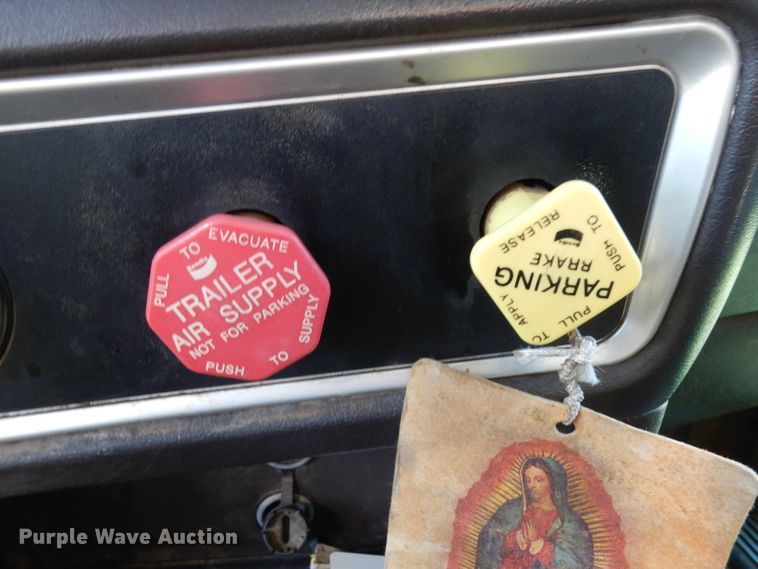 PULL TO EVACUATE
Bendix
TRAILER
AIR SUPPLY
NOT FOR PARKING
PUSH TO SUPPLY
PUSH TO RELEASE
PARKING
BRAKE
PULL TO APPLY
Purple Wave Auction